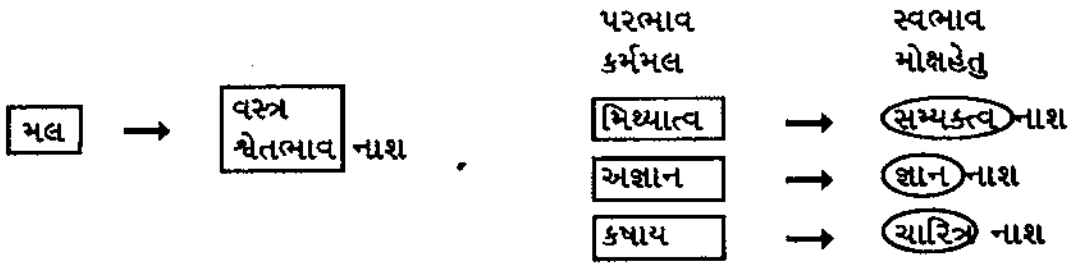 પરભાવ સ્વભાવ
કર્મમલ મોક્ષહેતુ
મલ → વસ્ત્ર
શ્વેતભાવ નાશ
મિથ્યાત્વ → સમ્યક્ત્વ નાશ
અજ્ઞાન → જ્ઞાન નાશ
કષાય → ચારિત્ર નાશ